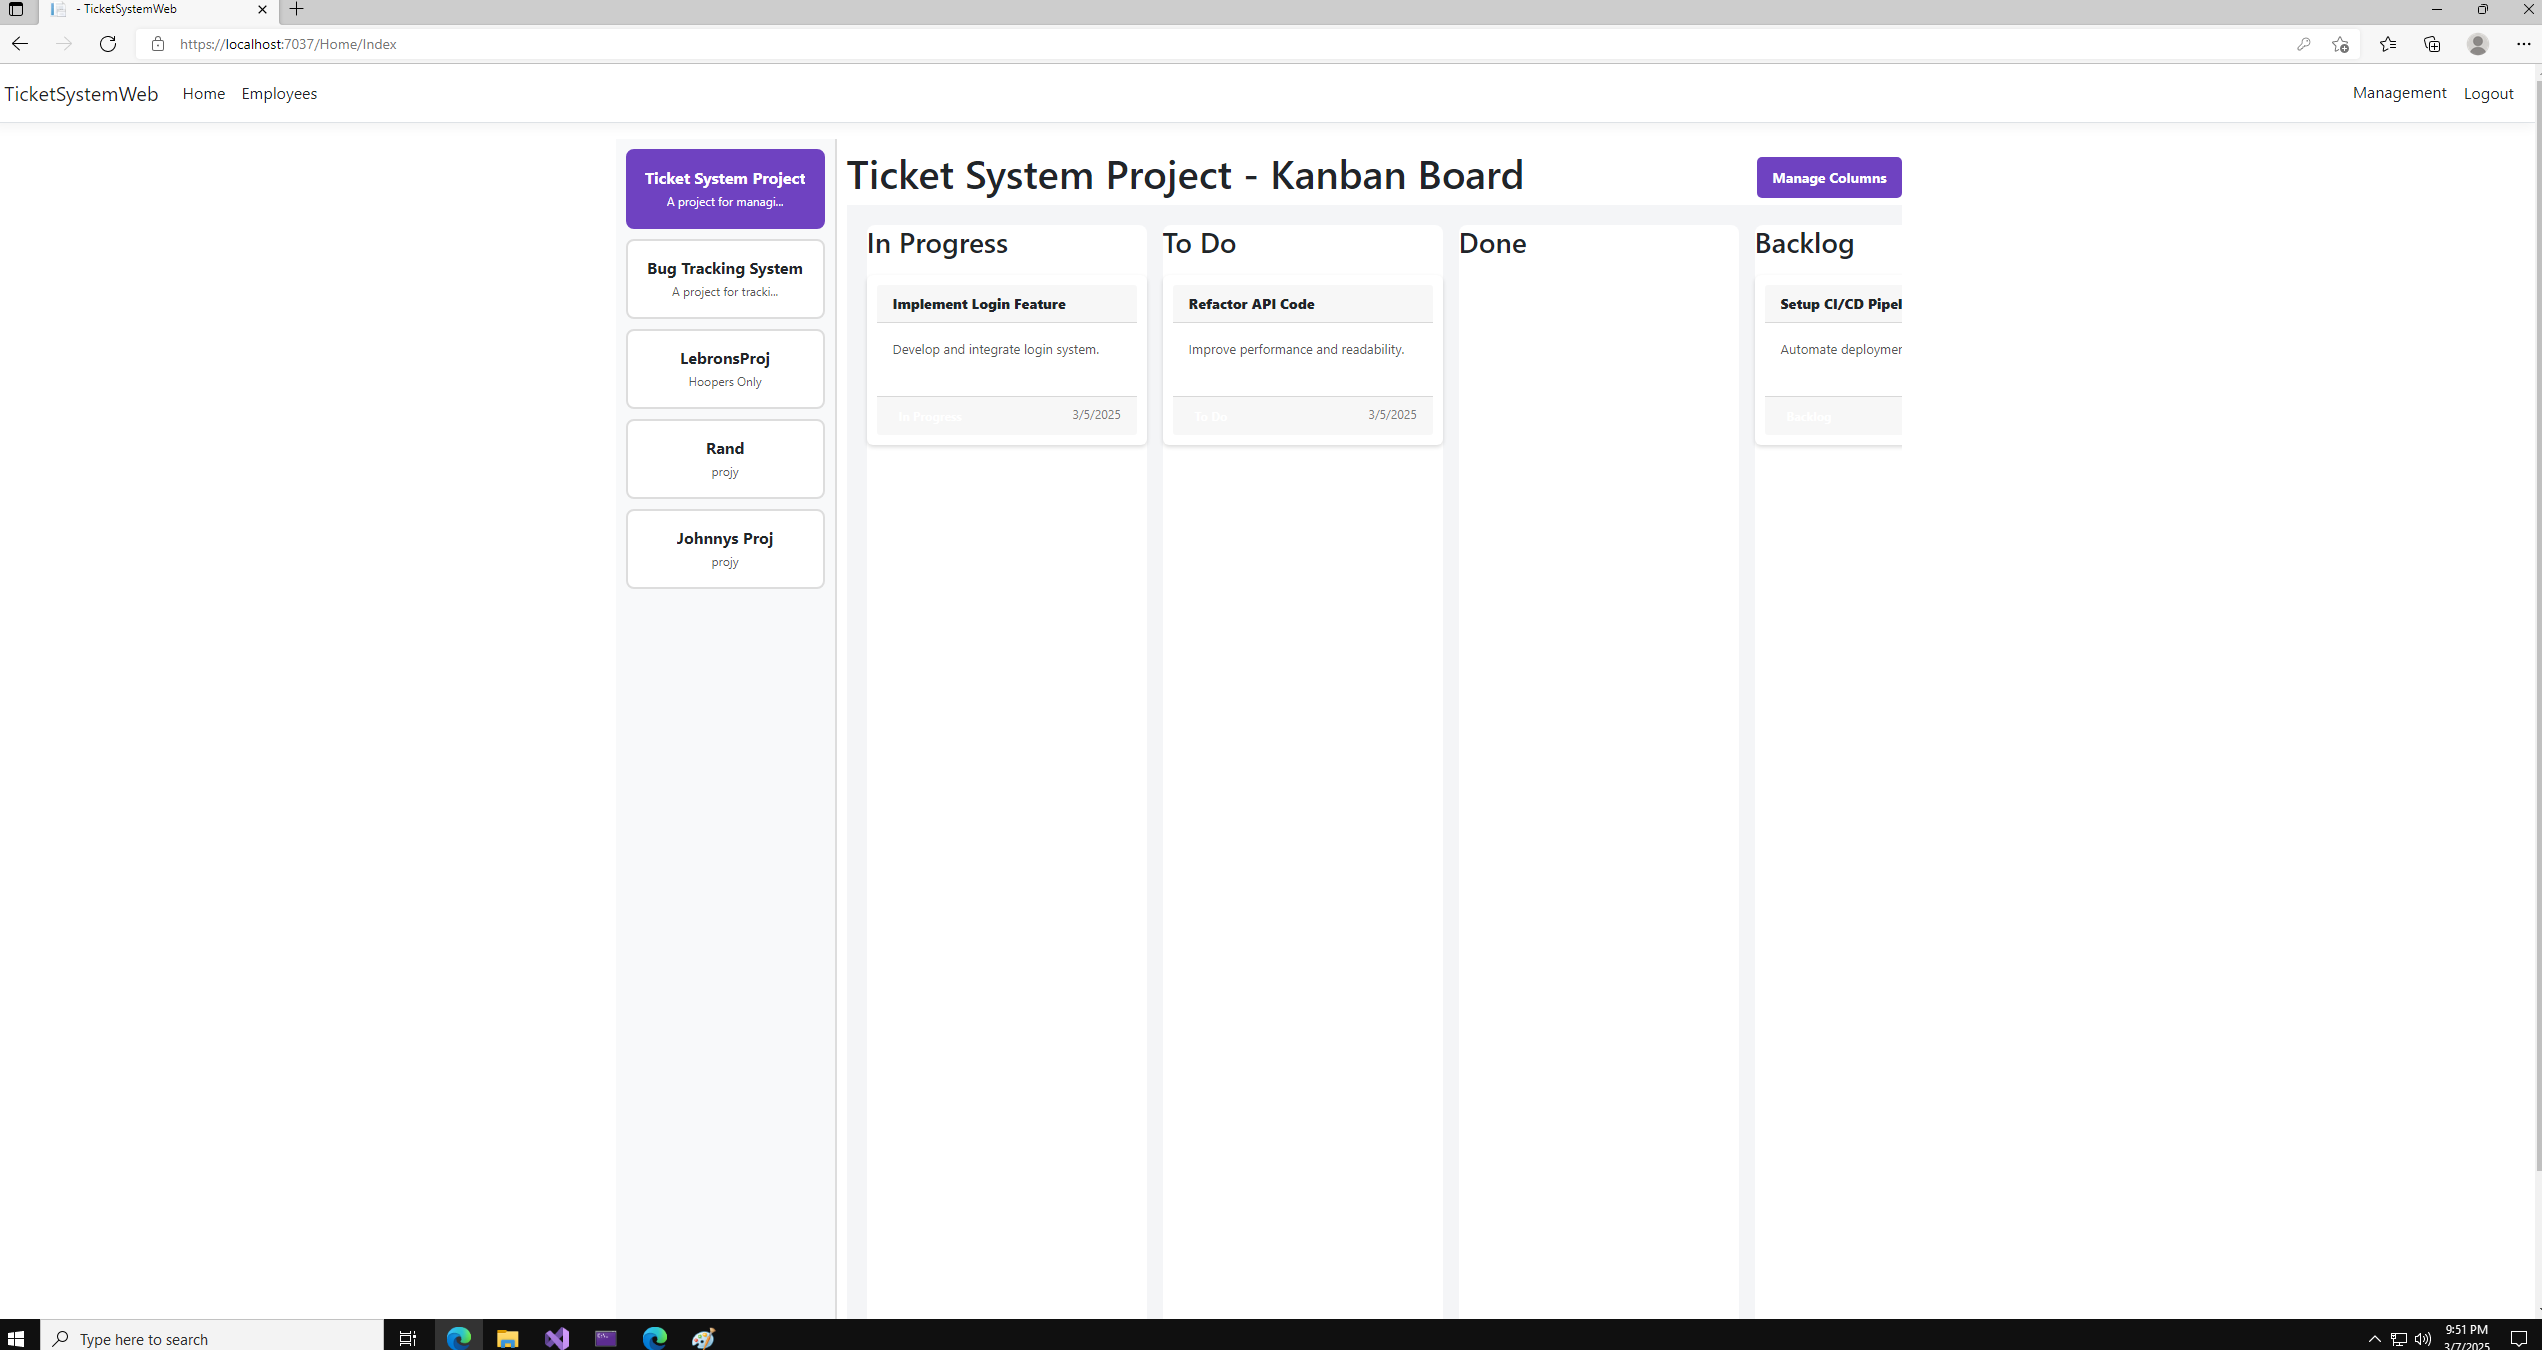 - TicketSystemWeb
https://localhost:7037/Home/Index
TicketSystemWeb Home Employees Management Logout
Ticket System Project
A project for managi...
Bug Tracking System
A project for tracki...
LebronsProj
Hoopers Only
Rand
projy
Johnnys Proj
projy
Ticket System Project - Kanban Board
Manage Columns
In Progress
Implement Login Feature
Develop and integrate login system.
In Progress 3/5/2025
To Do
Refactor API Code
Improve performance and readability.
To Do 3/5/2025
Done
Backlog
Setup CI/CD Pipel
Automate deploymen
Backlog
Type here to search
9:51 PM
3/7/2025